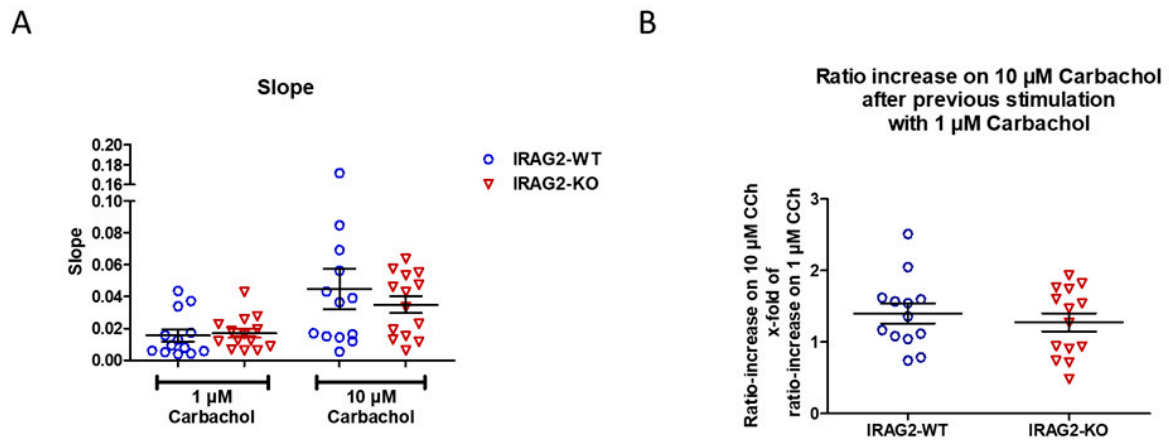 A
Slope
0.20
0.18
0.16
0.10
0.08
0.06
0.04
0.02
0.00
Slope
1 µM
Carbachol
10 µM
Carbachol
IRAG2-WT
IRAG2-KO
B
Ratio increase on 10 µM Carbachol
after previous stimulation
with 1 µM Carbachol
Ratio-increase on 10 µM CCh
x-fold of
ratio-increase on 1 µM CCh
3
2
1
0
IRAG2-WT
IRAG2-KO